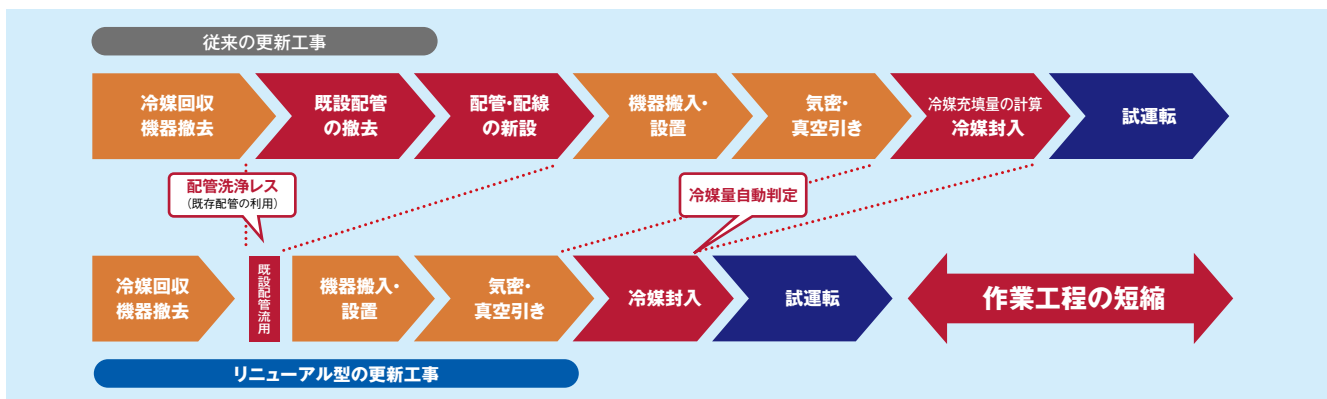 従来の更新工事
冷媒回収
機器撤去
既設配管
の撤去
配管・配線
の新設
機器搬入・
設置
気密・
真空引き
冷媒充填量の計算
冷媒封入
試運転
配管洗浄レス
(既存配管の利用)
冷媒量自動判定
冷媒回収
機器撤去
既設配管流用
機器搬入・
設置
気密・
真空引き
冷媒封入
試運転
作業工程の短縮
リニューアル型の更新工事